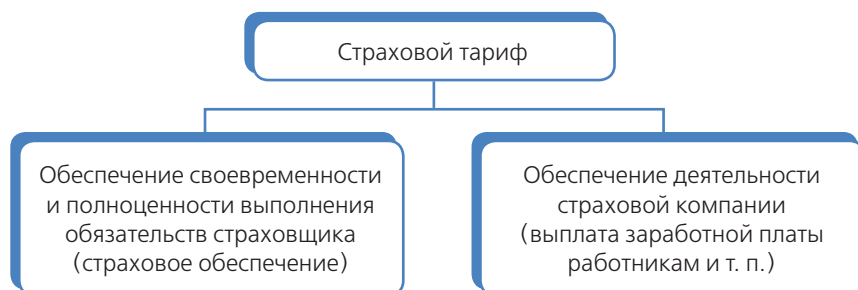 Страховой тариф
Обеспечение своевременности
и полноценности выполнения
обязательств страховщика
(страховое обеспечение)
Обеспечение деятельности
страховой компании
(выплата заработной платы
работникам и т. п.)